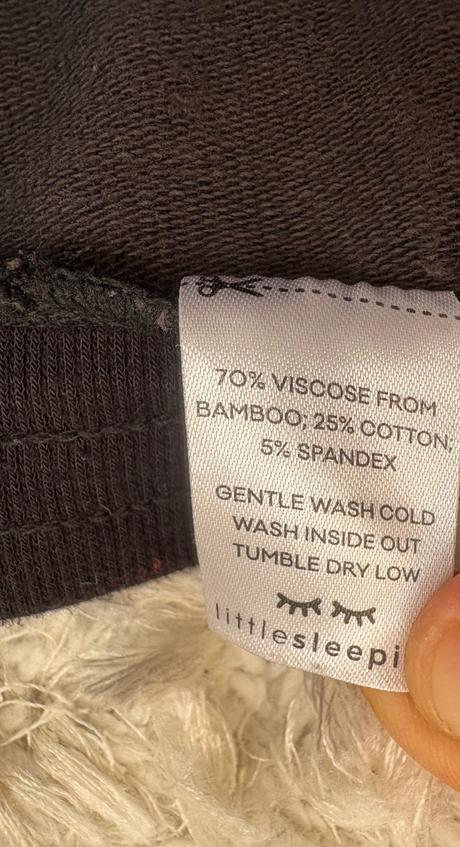 70% VISCOSE FROM
BAMBOO; 25% COTTON;
5% SPANDEX
GENTLE WASH COLD
WASH INSIDE OUT
TUMBLE DRY LOW
littlesleepi